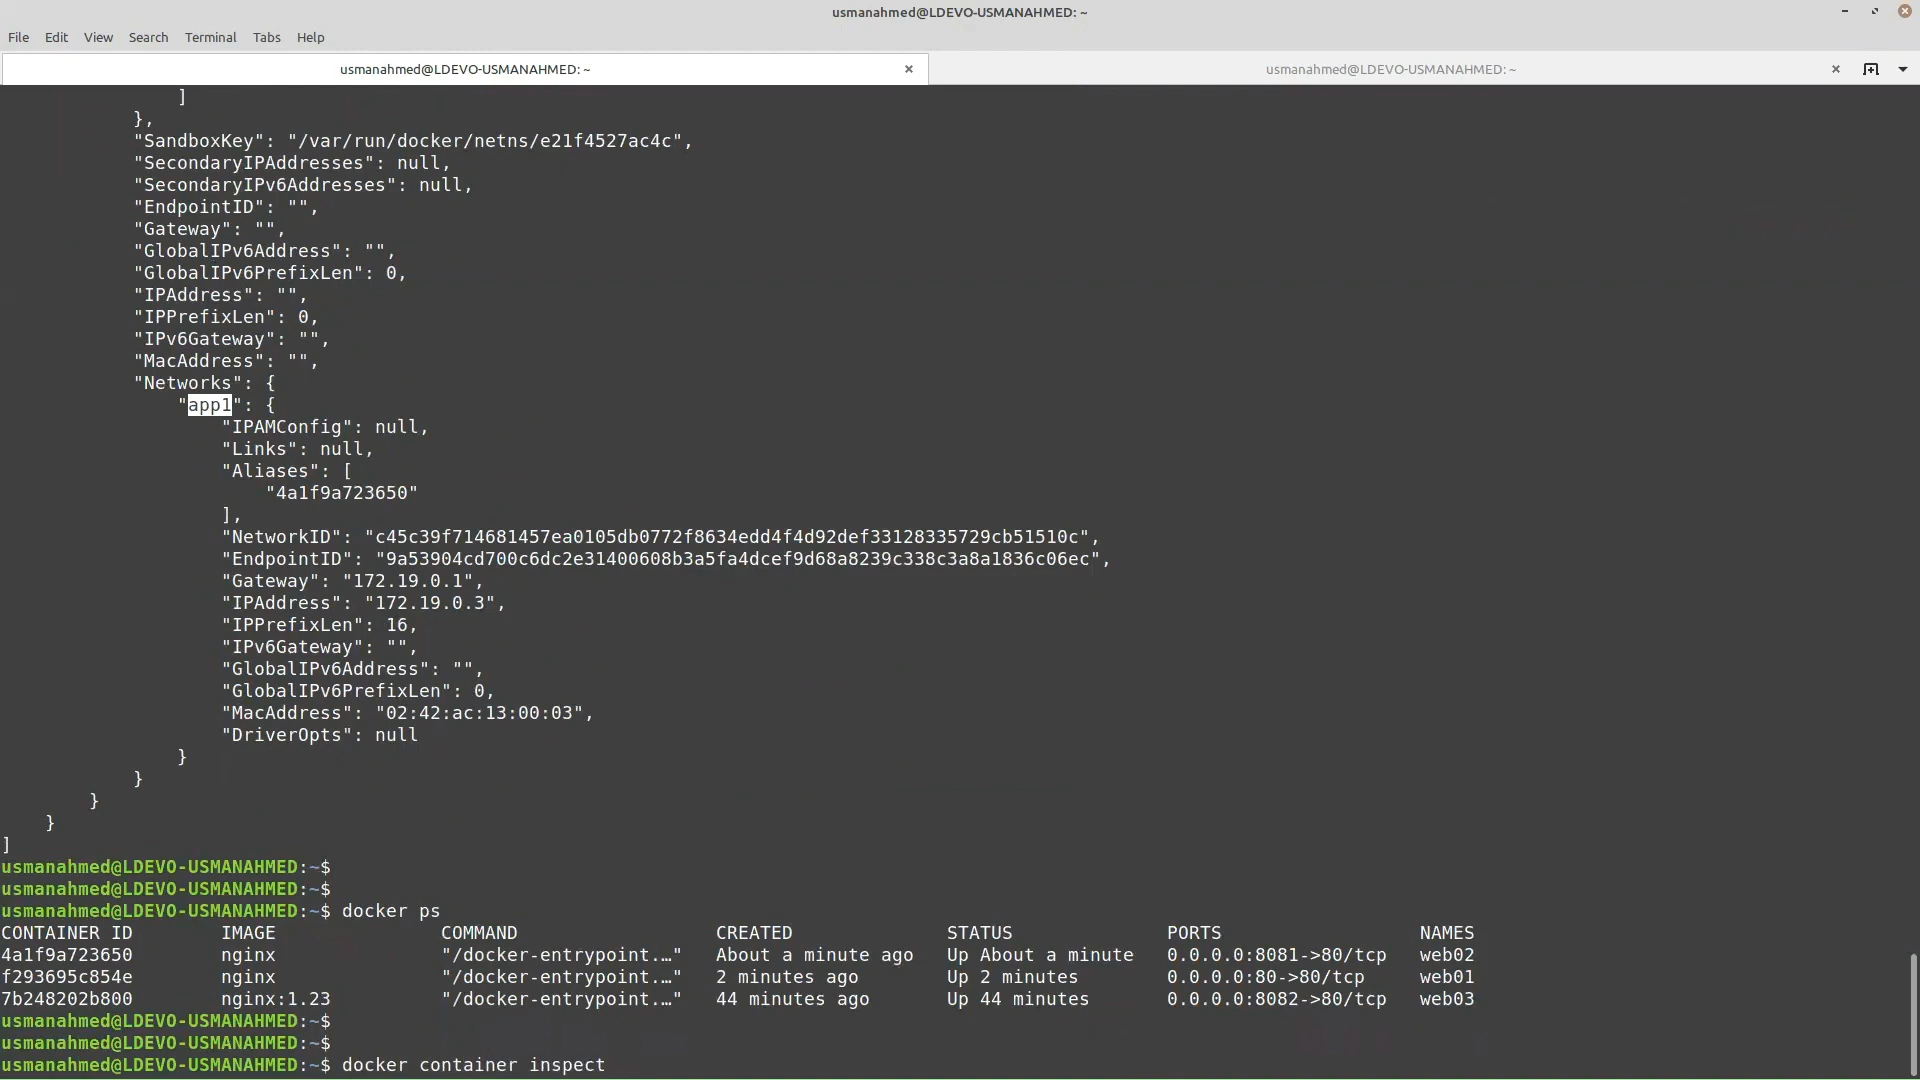 usmanahmed@LDEVO-USMANAHMED: ~
File Edit View Search Terminal Tabs Help
usmanahmed@LDEVO-USMANAHMED: ~ usmanahmed@LDEVO-USMANAHMED: ~
]
},
"SandboxKey": "/var/run/docker/netns/e21f4527ac4c",
"SecondaryIPAddresses": null,
"SecondaryIPv6Addresses": null,
"EndpointID": "",
"Gateway": "",
"GlobalIPv6Address": "",
"GlobalIPv6PrefixLen": 0,
"IPAddress": "",
"IPPrefixLen": 0,
"IPv6Gateway": "",
"MacAddress": "",
"Networks": {
"app1": {
"IPAMConfig": null,
"Links": null,
"Aliases": [
"4a1f9a723650"
],
"NetworkID": "c45c39f714681457ea0105db0772f8634edd4f4d92def33128335729cb51510c",
"EndpointID": "9a53904cd700c6dc2e31400608b3a5fa4dcef9d68a8239c338c3a8a1836c06ec",
"Gateway": "172.19.0.1",
"IPAddress": "172.19.0.3",
"IPPrefixLen": 16,
"IPv6Gateway": "",
"GlobalIPv6Address": "",
"GlobalIPv6PrefixLen": 0,
"MacAddress": "02:42:ac:13:00:03",
"DriverOpts": null
}
}
}
}
]
usmanahmed@LDEVO-USMANAHMED:~$
usmanahmed@LDEVO-USMANAHMED:~$
usmanahmed@LDEVO-USMANAHMED:~$ docker ps
CONTAINER ID IMAGE COMMAND CREATED STATUS PORTS NAMES
4a1f9a723650 nginx "/docker-entrypoint.…" About a minute ago Up About a minute 0.0.0.0:8081->80/tcp web02
f293695c854e nginx "/docker-entrypoint.…" 2 minutes ago Up 2 minutes 0.0.0.0:80->80/tcp web01
7b248202b800 nginx:1.23 "/docker-entrypoint.…" 44 minutes ago Up 44 minutes 0.0.0.0:8082->80/tcp web03
usmanahmed@LDEVO-USMANAHMED:~$
usmanahmed@LDEVO-USMANAHMED:~$
usmanahmed@LDEVO-USMANAHMED:~$ docker container inspect